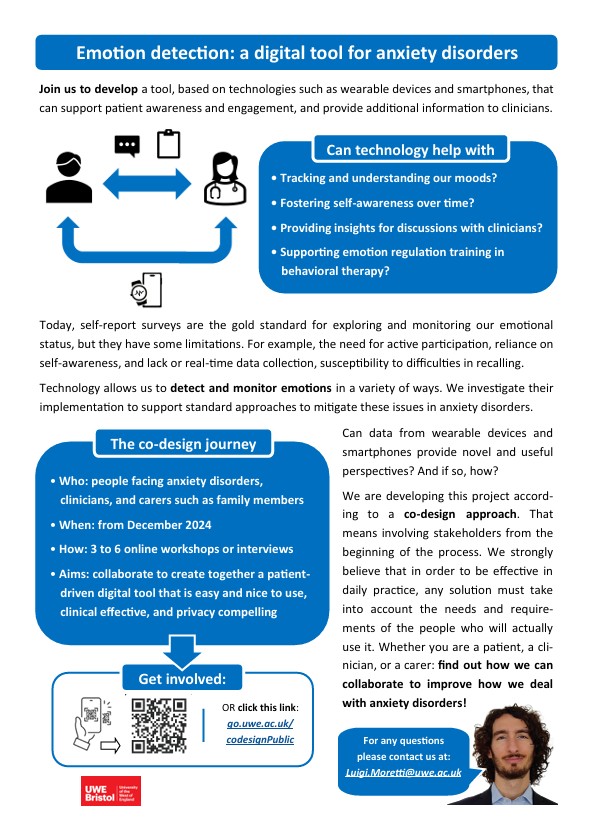 Emotion detection: a digital tool for anxiety disorders
Join us to develop a tool, based on technologies such as wearable devices and smartphones, that
can support patient awareness and engagement, and provide additional information to clinicians.
Can technology help with
• Tracking and understanding our moods?
• Fostering self-awareness over time?
• Providing insights for discussions with clinicians?
• Supporting emotion regulation training in
behavioral therapy?
Today, self-report surveys are the gold standard for exploring and monitoring our emotional
status, but they have some limitations. For example, the need for active participation, reliance on
self-awareness, and lack or real-time data collection, susceptibility to difficulties in recalling.
Technology allows us to detect and monitor emotions in a variety of ways. We investigate their
implementation to support standard approaches to mitigate these issues in anxiety disorders.
The co-design journey
• Who: people facing anxiety disorders,
clinicians, and carers such as family members
• When: from December 2024
• How: 3 to 6 online workshops or interviews
• Aims: collaborate to create together a patient-
driven digital tool that is easy and nice to use,
clinical effective, and privacy compelling
Get involved:
OR click this link:
go.uwe.ac.uk/
codesignPublic
Can data from wearable devices and
smartphones provide novel and useful
perspectives? And if so, how?
We are developing this project accord-
ing to a co-design approach. That
means involving stakeholders from the
beginning of the process. We strongly
believe that in order to be effective in
daily practice, any solution must take
into account the needs and require-
ments of the people who will actually
use it. Whether you are a patient, a cli-
nician, or a carer: find out how we can
collaborate to improve how we deal
with anxiety disorders!
For any questions
please contact us at:
Luigi.Moretti@uwe.ac.uk
UWE
Bristol
University of the
West of
England